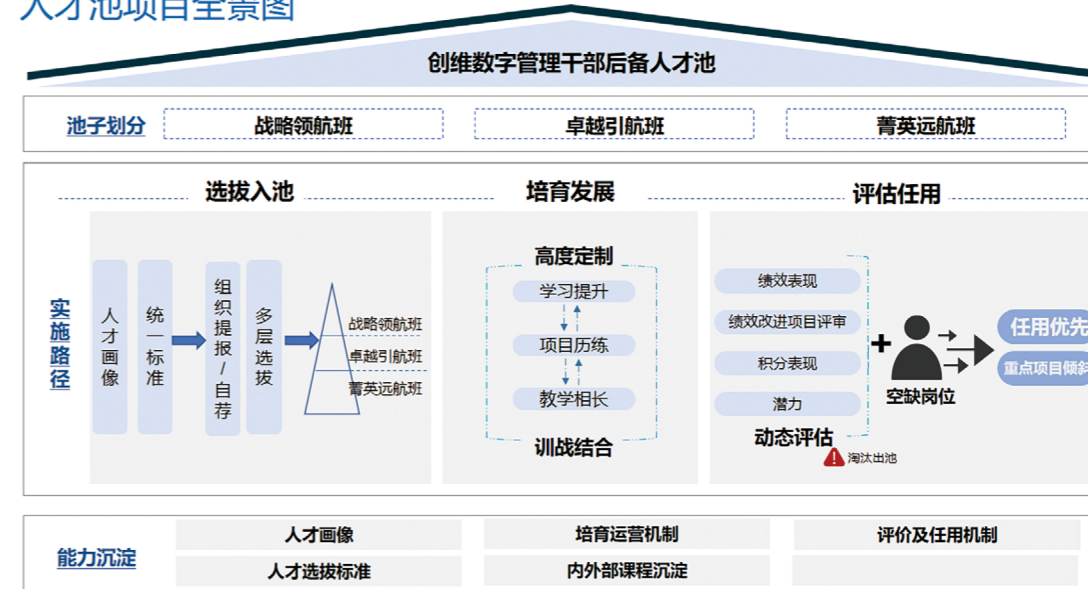 人才池项目全景图
创维数字管理干部后备人才池
池子划分
战略领航班
卓越引航班
菁英远航班
选拔入池
培育发展
评估任用
实施路径
人才画像
统一标准
组织提报/自荐
多层选拔
战略领航班
卓越引航班
菁英远航班
高度定制
学习提升
项目历练
教学相长
训战结合
绩效表现
绩效改进项目评审
积分表现
潜力
动态评估
淘汰出池
空缺岗位
任用优先
重点项目倾斜
能力沉淀
人才画像
培育运营机制
评价及任用机制
人才选拔标准
内外部课程沉淀